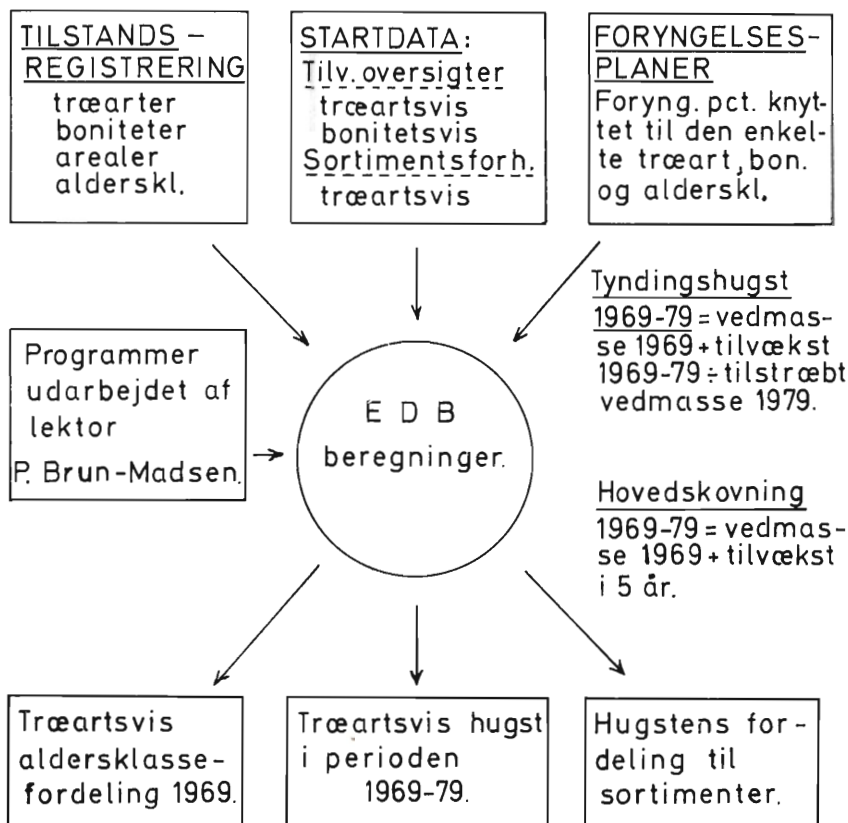 TILSTANDS-
REGISTRERING
træarter
boniteter
arealer
alderskl.
STARTDATA:
Tilv. oversigter
træartsvis
bonitetsvis
Sortimentsforh.
træartsvis
FORYNGELSES-
PLANER
Foryng. pct. knyt-
tet til den enkel-
te træart, bon.
og alderskl.
Programmer
udarbejdet af
lektor
P. Brun-Madsen.
E D B
beregninger.
Tyndingshugst
1969-79 = vedmas-
se 1969 + tilvækst
1969-79 ÷ tilstræbt
vedmasse 1979.
Hovedskovning
1969-79 = vedmas-
se 1969 + tilvækst
i 5 år.
Træartsvis
aldersklasse-
fordeling 1969.
Træartsvis hugst
i perioden
1969-79.
Hugstens for-
deling til
sortimenter.